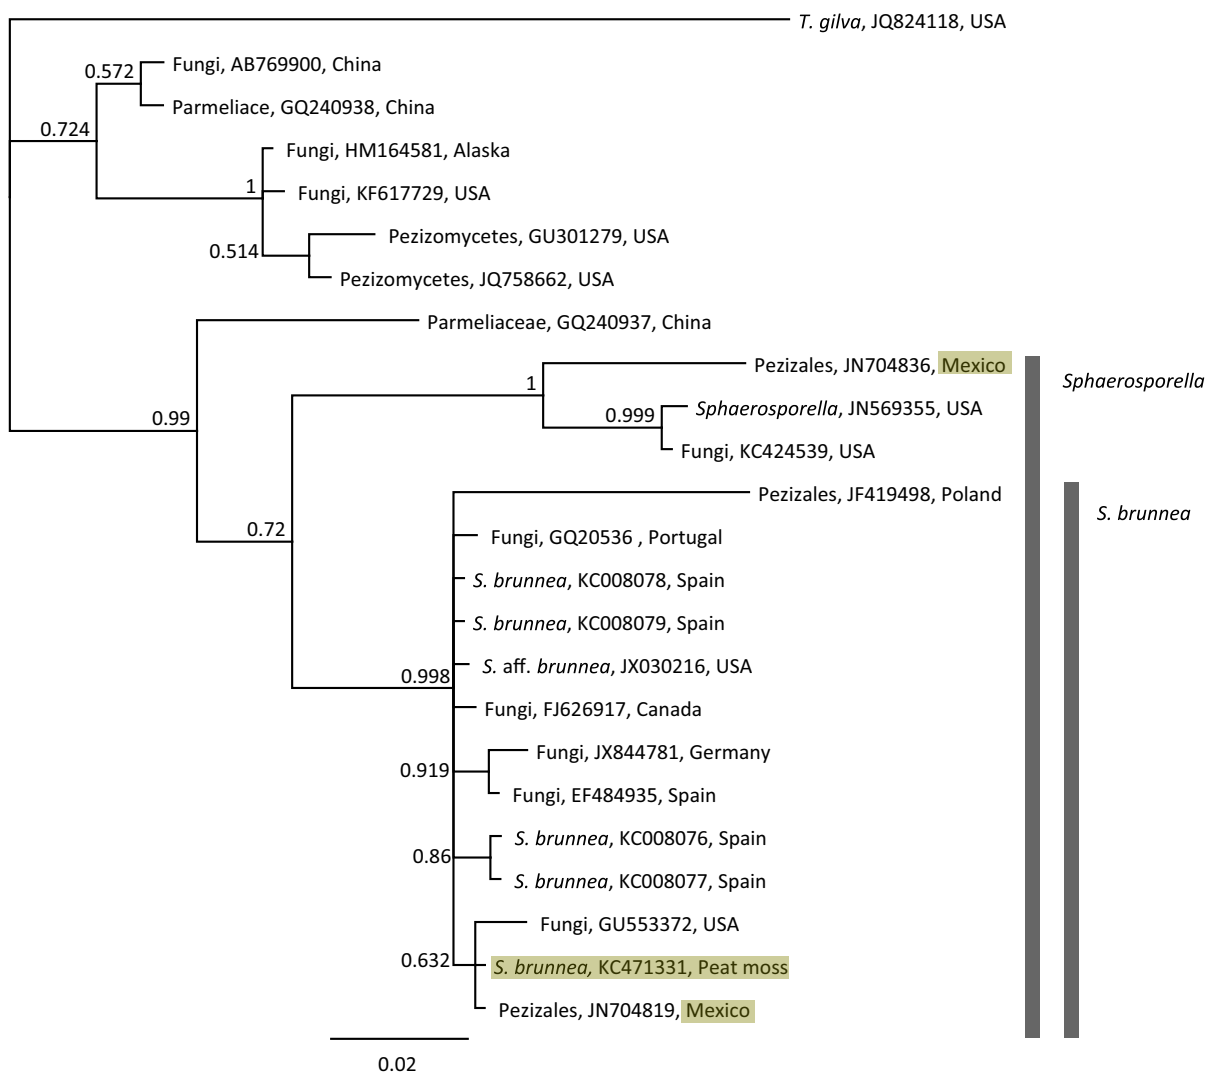 T. gilva, JQ824118, USA
0.572
Fungi, AB769900, China
Parmeliace, GQ240938, China
0.724
Fungi, HM164581, Alaska
1
Fungi, KF617729, USA
Pezizomycetes, GU301279, USA
0.514
Pezizomycetes, JQ758662, USA
Parmeliaceae, GQ240937, China
Pezizales, JN704836, Mexico
Sphaerosporella
1
Sphaerosporella, JN569355, USA
0.999
0.99
Fungi, KC424539, USA
Pezizales, JF419498, Poland
S. brunnea
0.72
Fungi, GQ20536 , Portugal
S. brunnea, KC008078, Spain
S. brunnea, KC008079, Spain
S. aff. brunnea, JX030216, USA
0.998
Fungi, FJ626917, Canada
Fungi, JX844781, Germany
0.919
Fungi, EF484935, Spain
S. brunnea, KC008076, Spain
0.86
S. brunnea, KC008077, Spain
Fungi, GU553372, USA
0.632
S. brunnea, KC471331, Peat moss
Pezizales, JN704819, Mexico
0.02